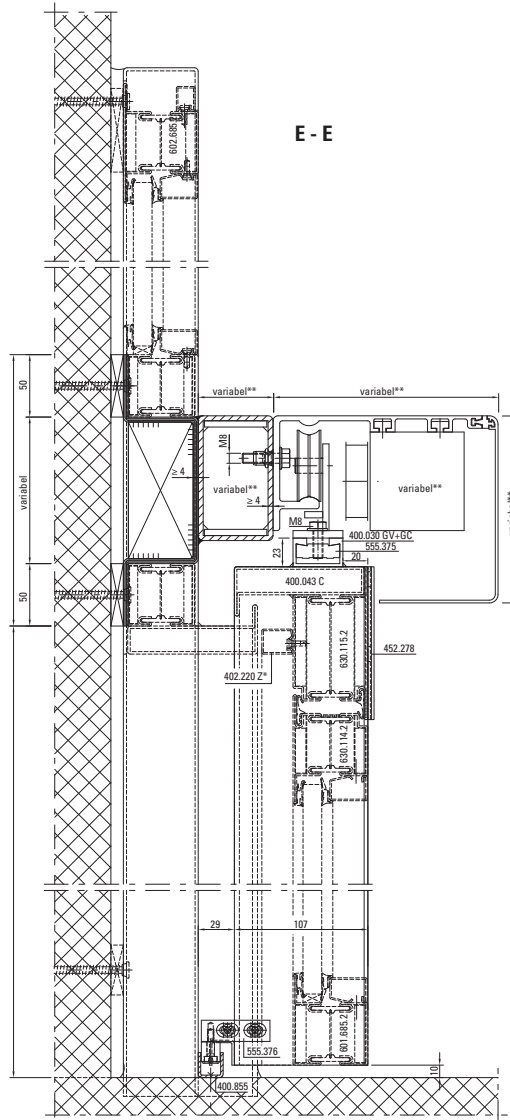 E - E
602.685.2
50
variabel**
variabel**
M8
variabel
≥ 4
variabel**
≥ 4
variabel**
variabel**
M8
400.030 GV+GC
555.375
23
20
400.043 C
50
630.115.2
452.278
402.220 Z*
630.114.2
29
107
601.685.2
555.376
10
400.855